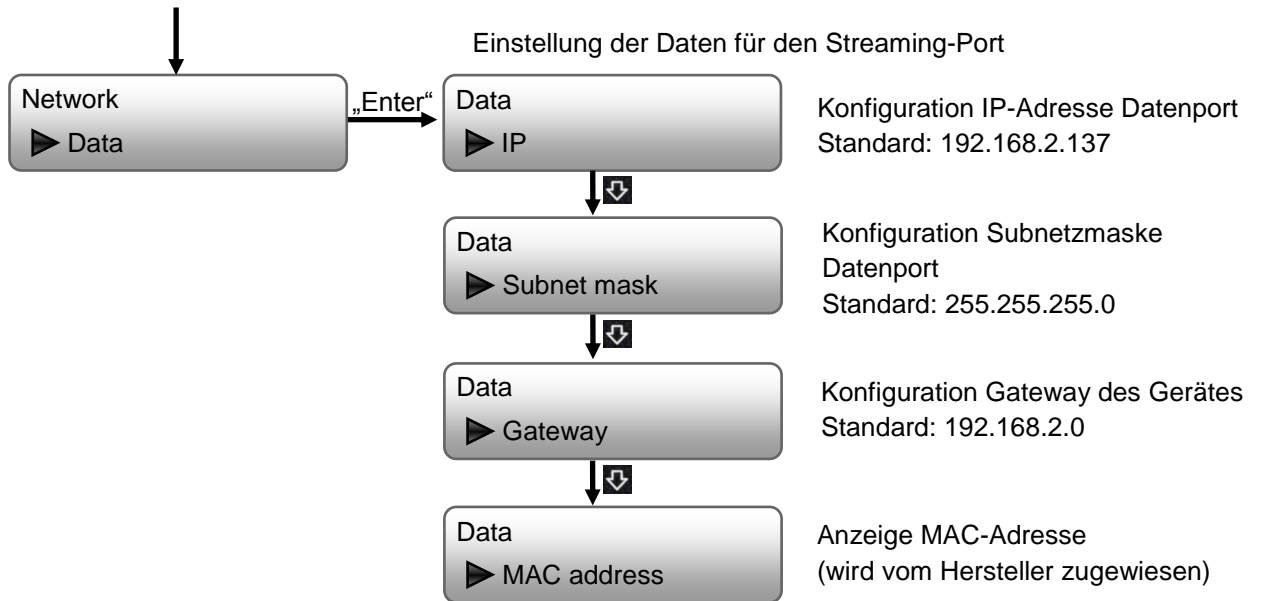 Einstellung der Daten für den Streaming-Port
Network
Data
„Enter“
Data
IP
Konfiguration IP-Adresse Datenport
Standard: 192.168.2.137
Data
Subnet mask
Konfiguration Subnetzmaske
Datenport
Standard: 255.255.255.0
Data
Gateway
Konfiguration Gateway des Gerätes
Standard: 192.168.2.0
Data
MAC address
Anzeige MAC-Adresse
(wird vom Hersteller zugewiesen)